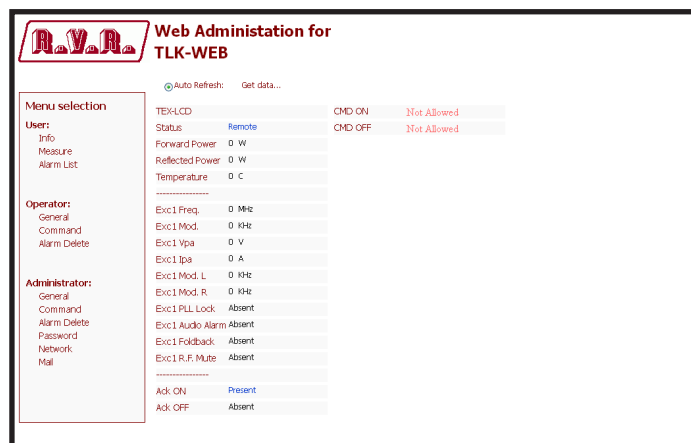 R.V.R.
Web Administation for
TLK-WEB
Auto Refresh: Get data...
Menu selection
User:
Info
Measure
Alarm List
Operator:
General
Command
Alarm Delete
Administrator:
General
Command
Alarm Delete
Password
Network
Mail
TEX-LCD CMD ON Not Allowed
Status Remote CMD OFF Not Allowed
Forward Power 0 W
Reflected Power 0 W
Temperature 0 C
----------------
Exc1 Freq. 0 MHz
Exc1 Mod. 0 KHz
Exc1 Vpa 0 V
Exc1 Ipa 0 A
Exc1 Mod. L 0 KHz
Exc1 Mod. R 0 KHz
Exc1 PLL Lock Absent
Exc1 Audio Alarm Absent
Exc1 Foldback Absent
Exc1 R.F. Mute Absent
----------------
Ack ON Present
Ack OFF Absent